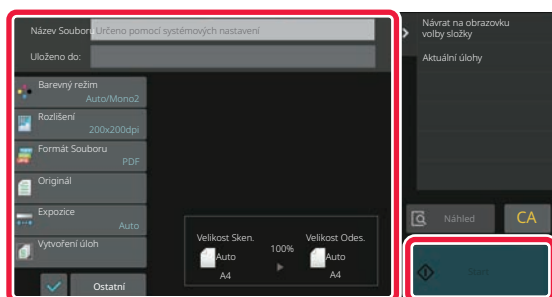 Název Souboru
Určeno pomocí systémových nastavení
Uloženo do:
Barevný režim
Auto/Mono2
Rozlišení
200x200dpi
Formát Souboru
PDF
Originál
Expozice
Auto
Vytvoření úloh
Ostatní
Velikost Sken.
Auto
A4
100%
Velikost Odes.
Auto
A4
Návrat na obrazovku
volby složky
Aktuální úlohy
Náhled
CA
Start